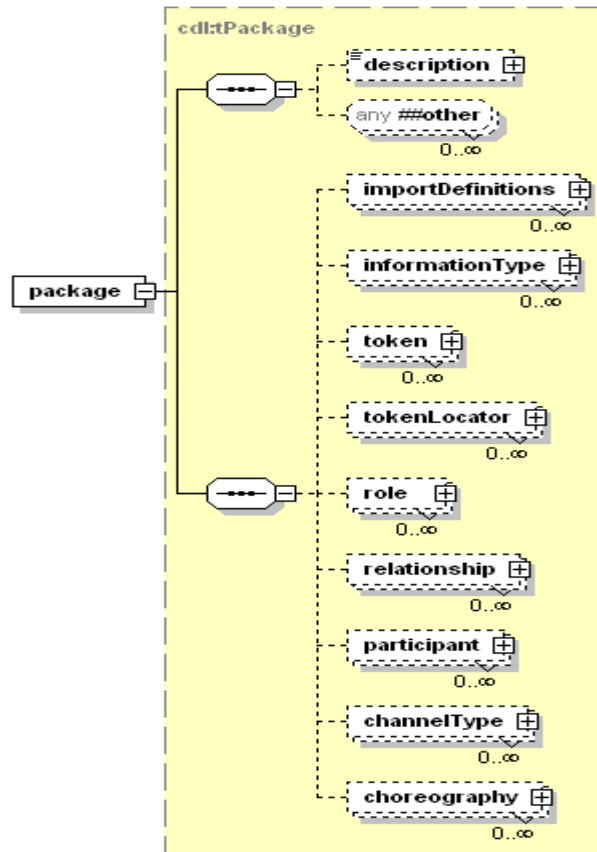 cdl:tPackage
description
any ##other
0..∞
importDefinitions
0..∞
informationType
0..∞
package
token
0..∞
tokenLocator
0..∞
role
0..∞
relationship
0..∞
participant
0..∞
channelType
0..∞
choreography
0..∞